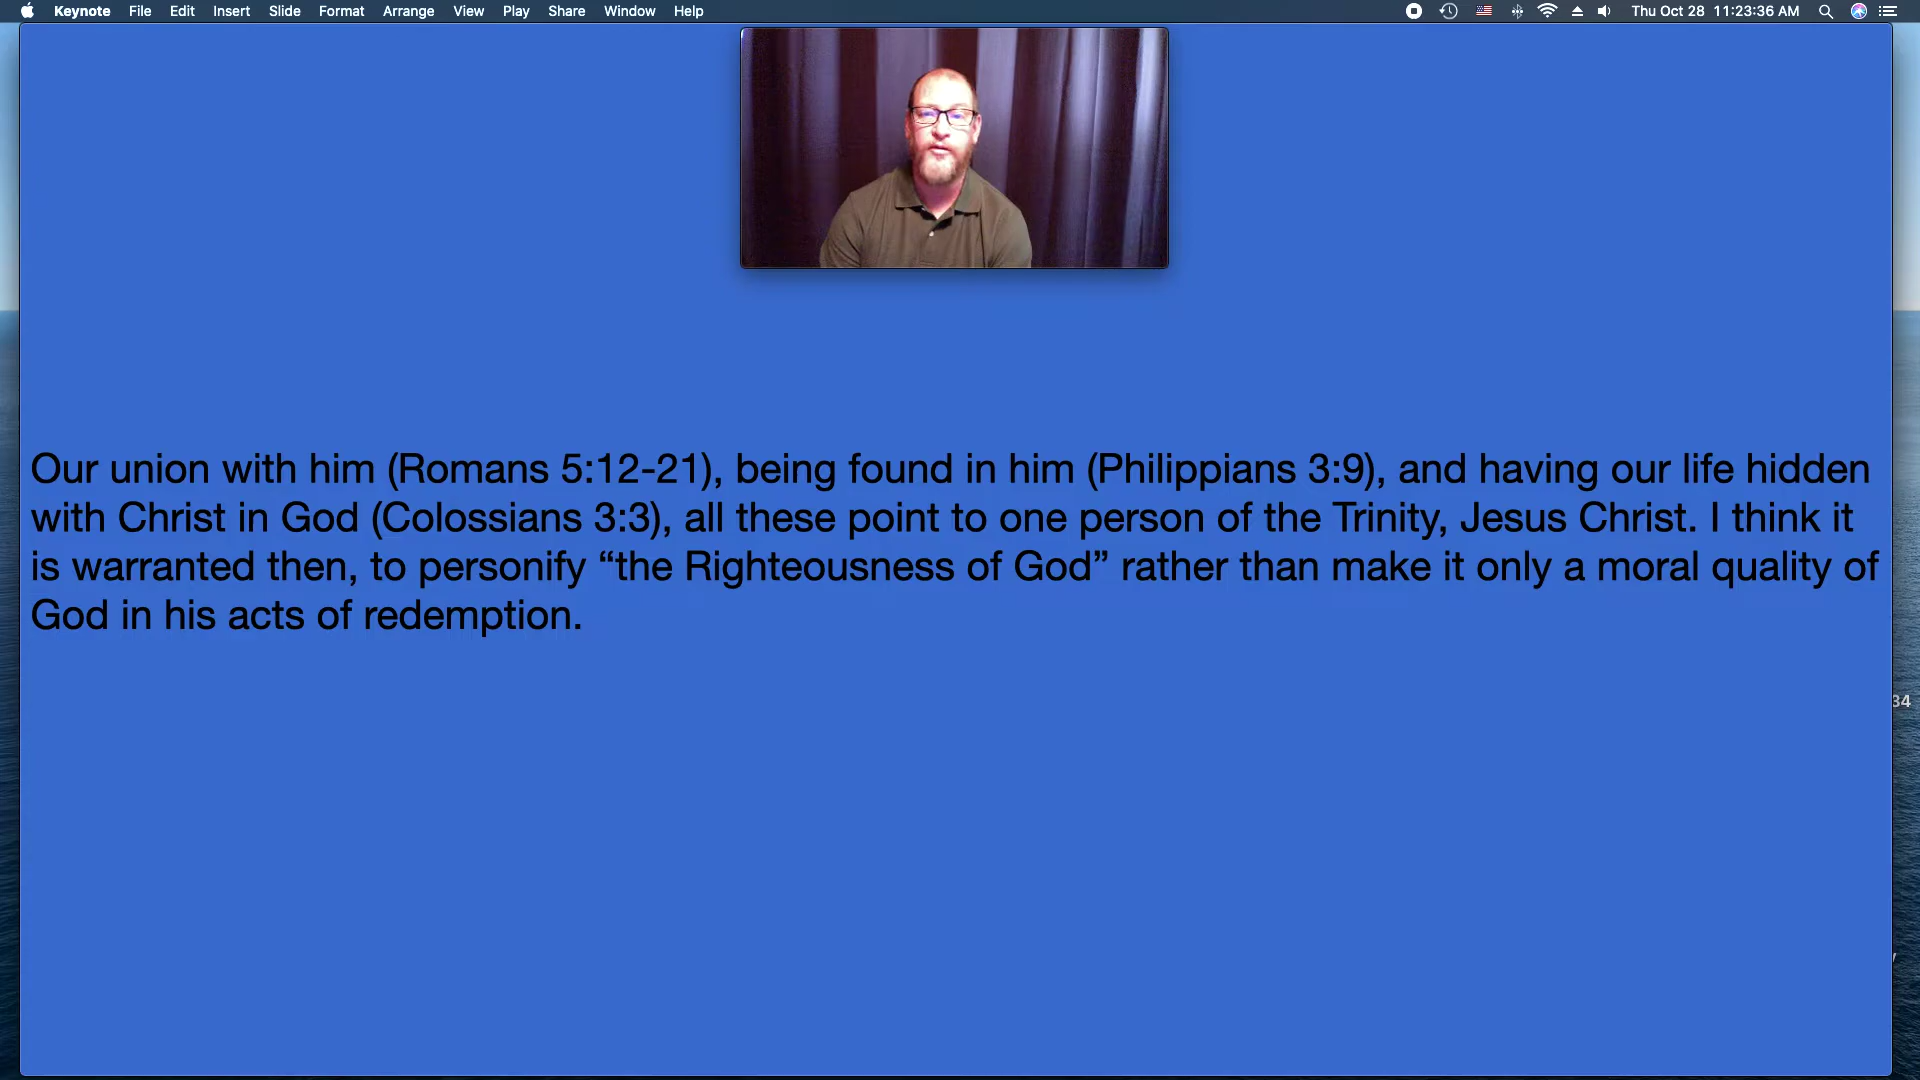 Keynote File Edit Insert Slide Format Arrange View Play Share Window Help Thu Oct 28 11:23:36 AM
Our union with him (Romans 5:12-21), being found in him (Philippians 3:9), and having our life hidden
with Christ in God (Colossians 3:3), all these point to one person of the Trinity, Jesus Christ. I think it
is warranted then, to personify “the Righteousness of God” rather than make it only a moral quality of
God in his acts of redemption.
34